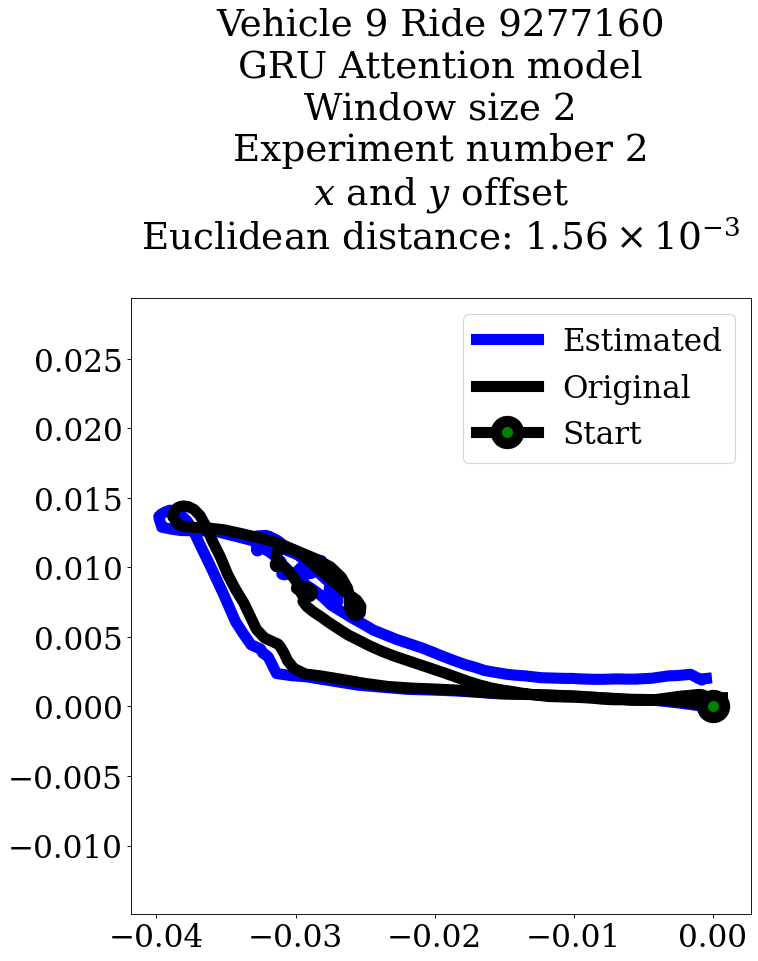 Vehicle 9 Ride 9277160
GRU Attention model
Window size 2
Experiment number 2
x and y offset
Euclidean distance: 1.56 × 10⁻³
Estimated
Original
Start
0.025
0.020
0.015
0.010
0.005
0.000
−0.005
−0.010
−0.04 −0.03 −0.02 −0.01 0.00